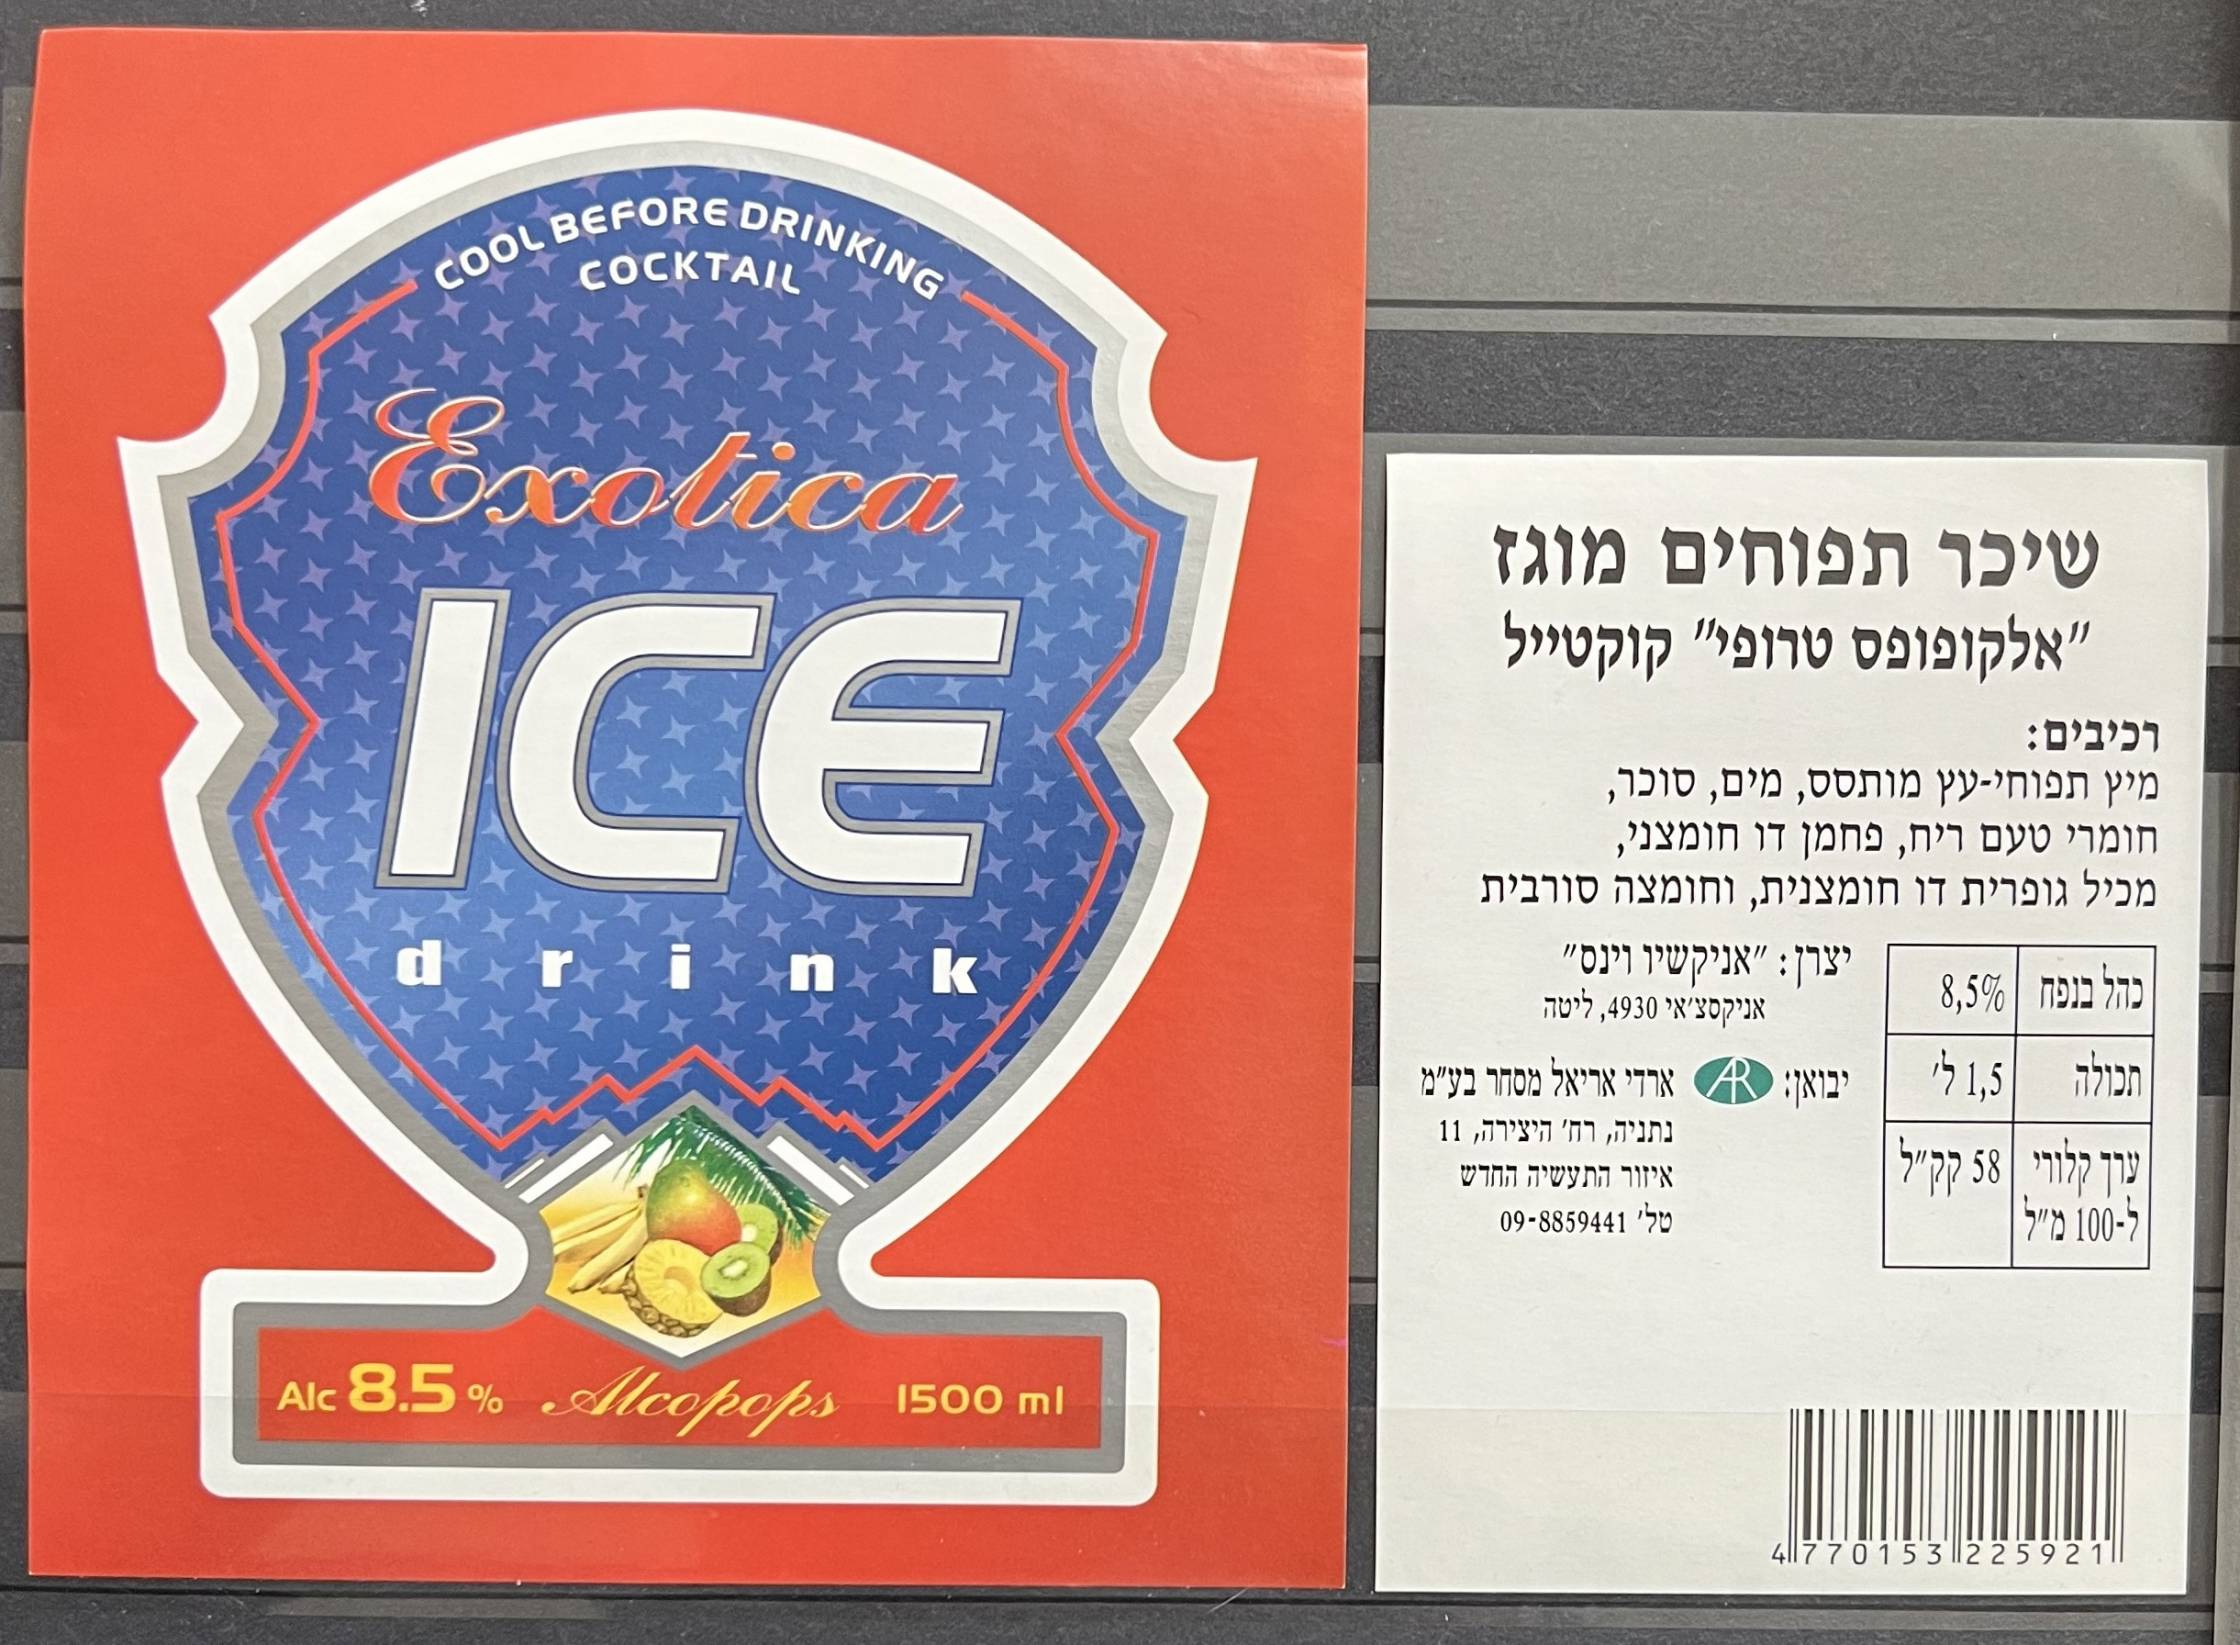 COOL BEFORE DRINKING
COCKTAIL
Exotica
ICE
drink
Alc 8.5 % Alcopops 1500 ml
שיכר תפוחים מוגז
"אלקופופס טרופי" קוקטייל
רכיבים:
מיץ תפוחי-עץ מותסס, מים, סוכר,
חומרי טעם ריח, פחמן דו חומצני,
מכיל גופרית דו חומצנית, וחומצה סורבית
כהל בנפח 8,5%
תכולה 1,5 ל'
ערך קלורי 58 קק"ל
ל-100 מ"ל
יצרן: "אניקשיו וינס"
אניקסצ'אי 4930, ליטה
יבואן: AR ארדי אריאל מסחר בע"מ
נתניה, רח' היצירה, 11
איזור התעשיה החדש
טל' 09-8859441
4770153225921